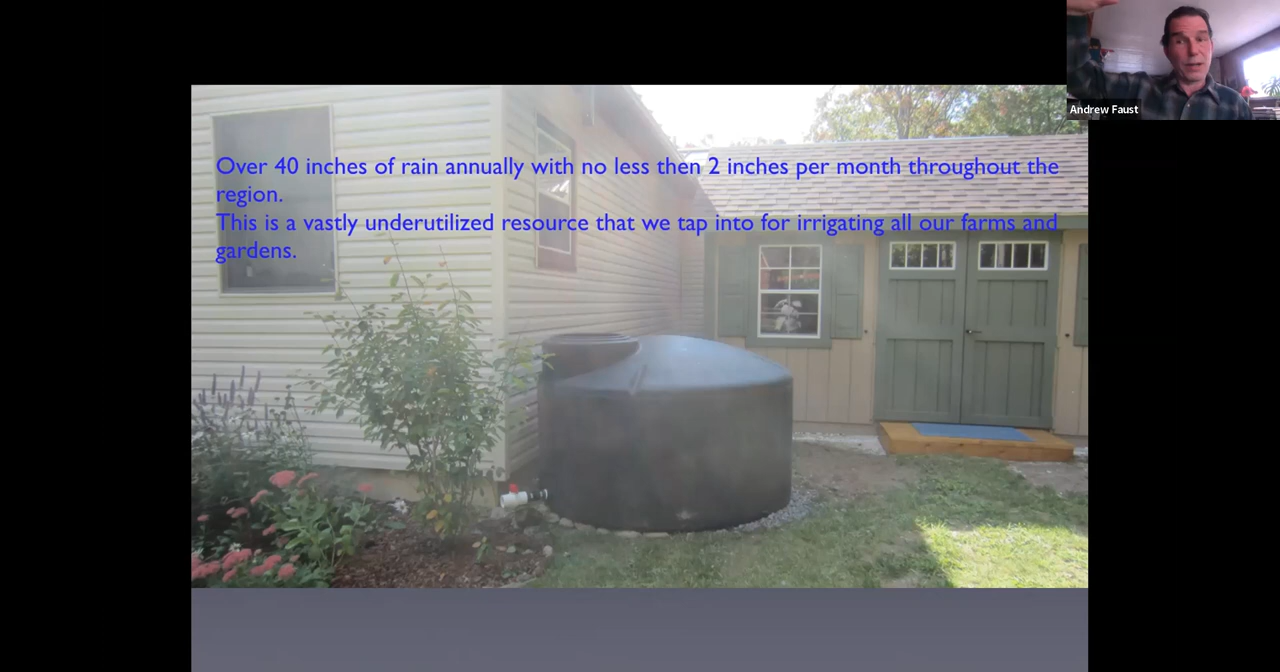 Andrew Faust
Over 40 inches of rain annually with no less then 2 inches per month throughout the
region.
This is a vastly underutilized resource that we tap into for irrigating all our farms and
gardens.